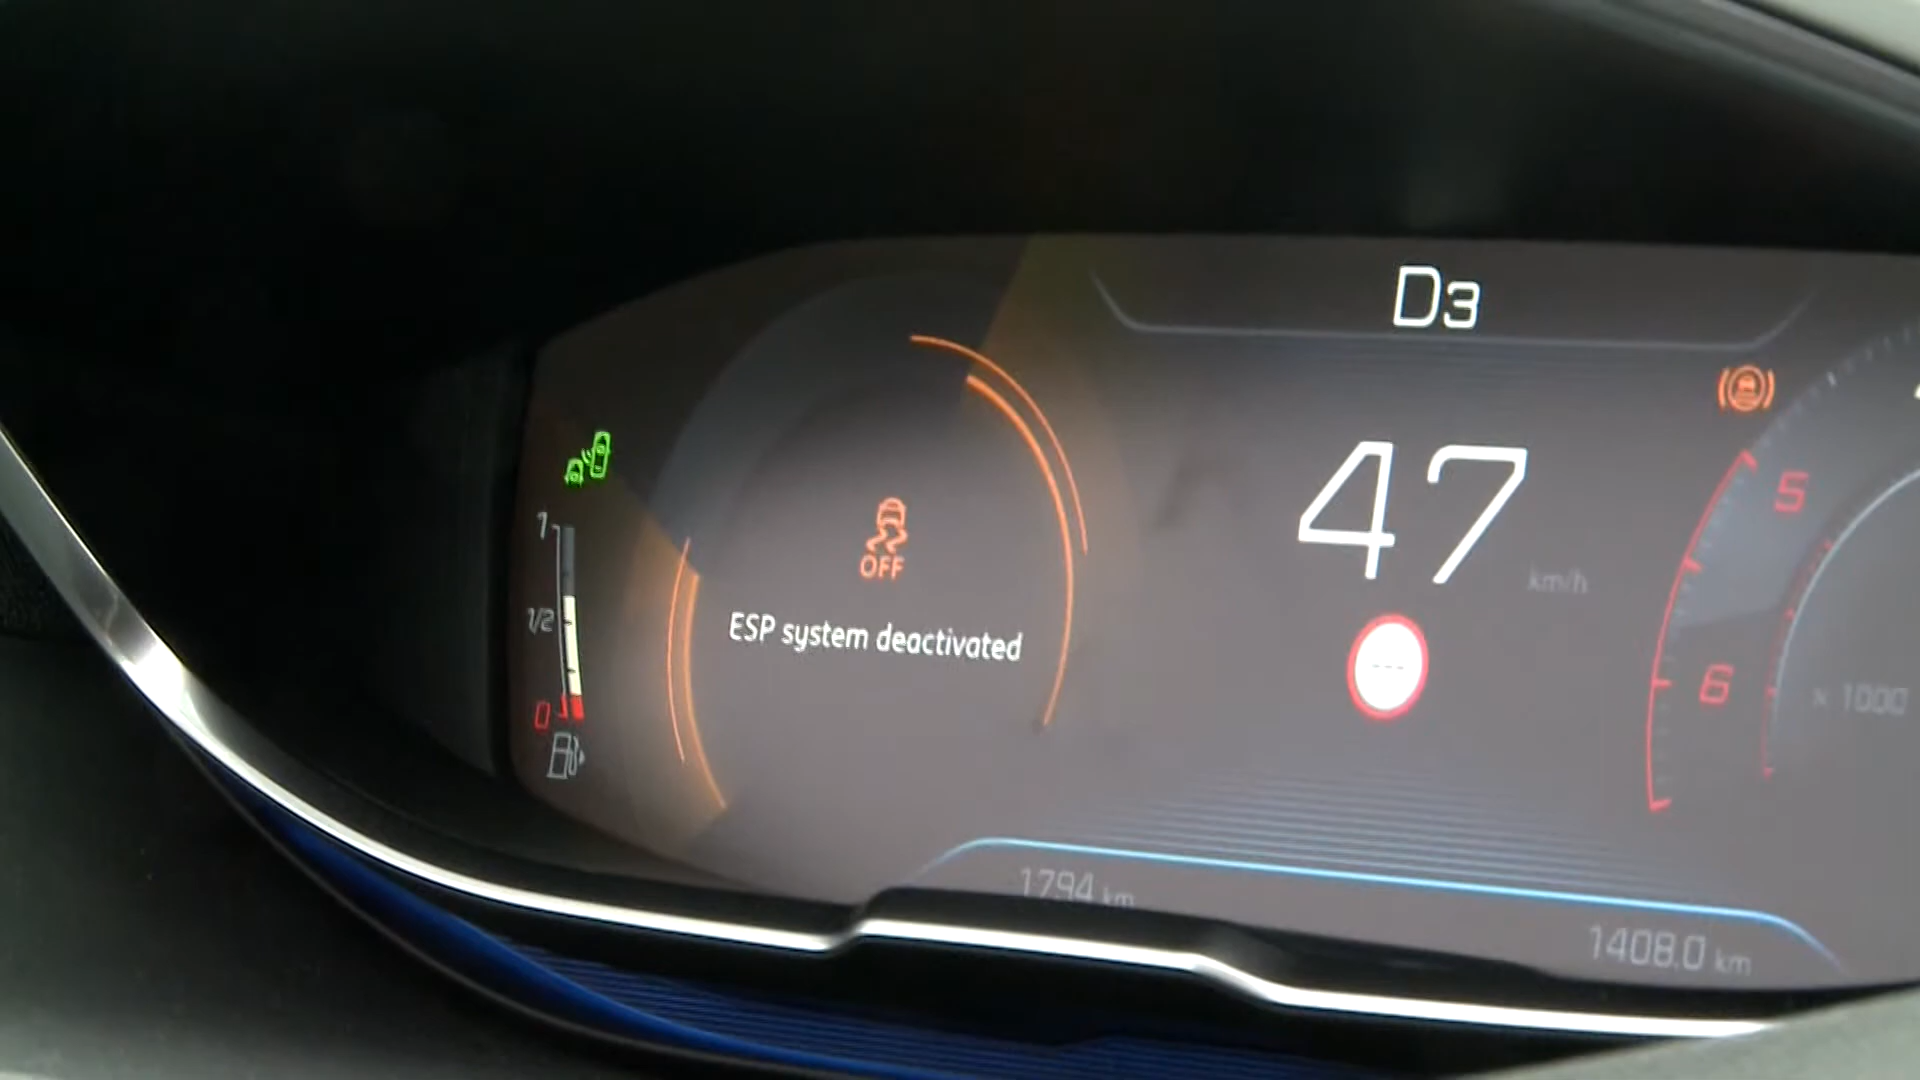 D3
1
1/2
0
OFF
ESP system deactivated
47
km/h
---
5
6
x 1000
1794 km
1408.0 km